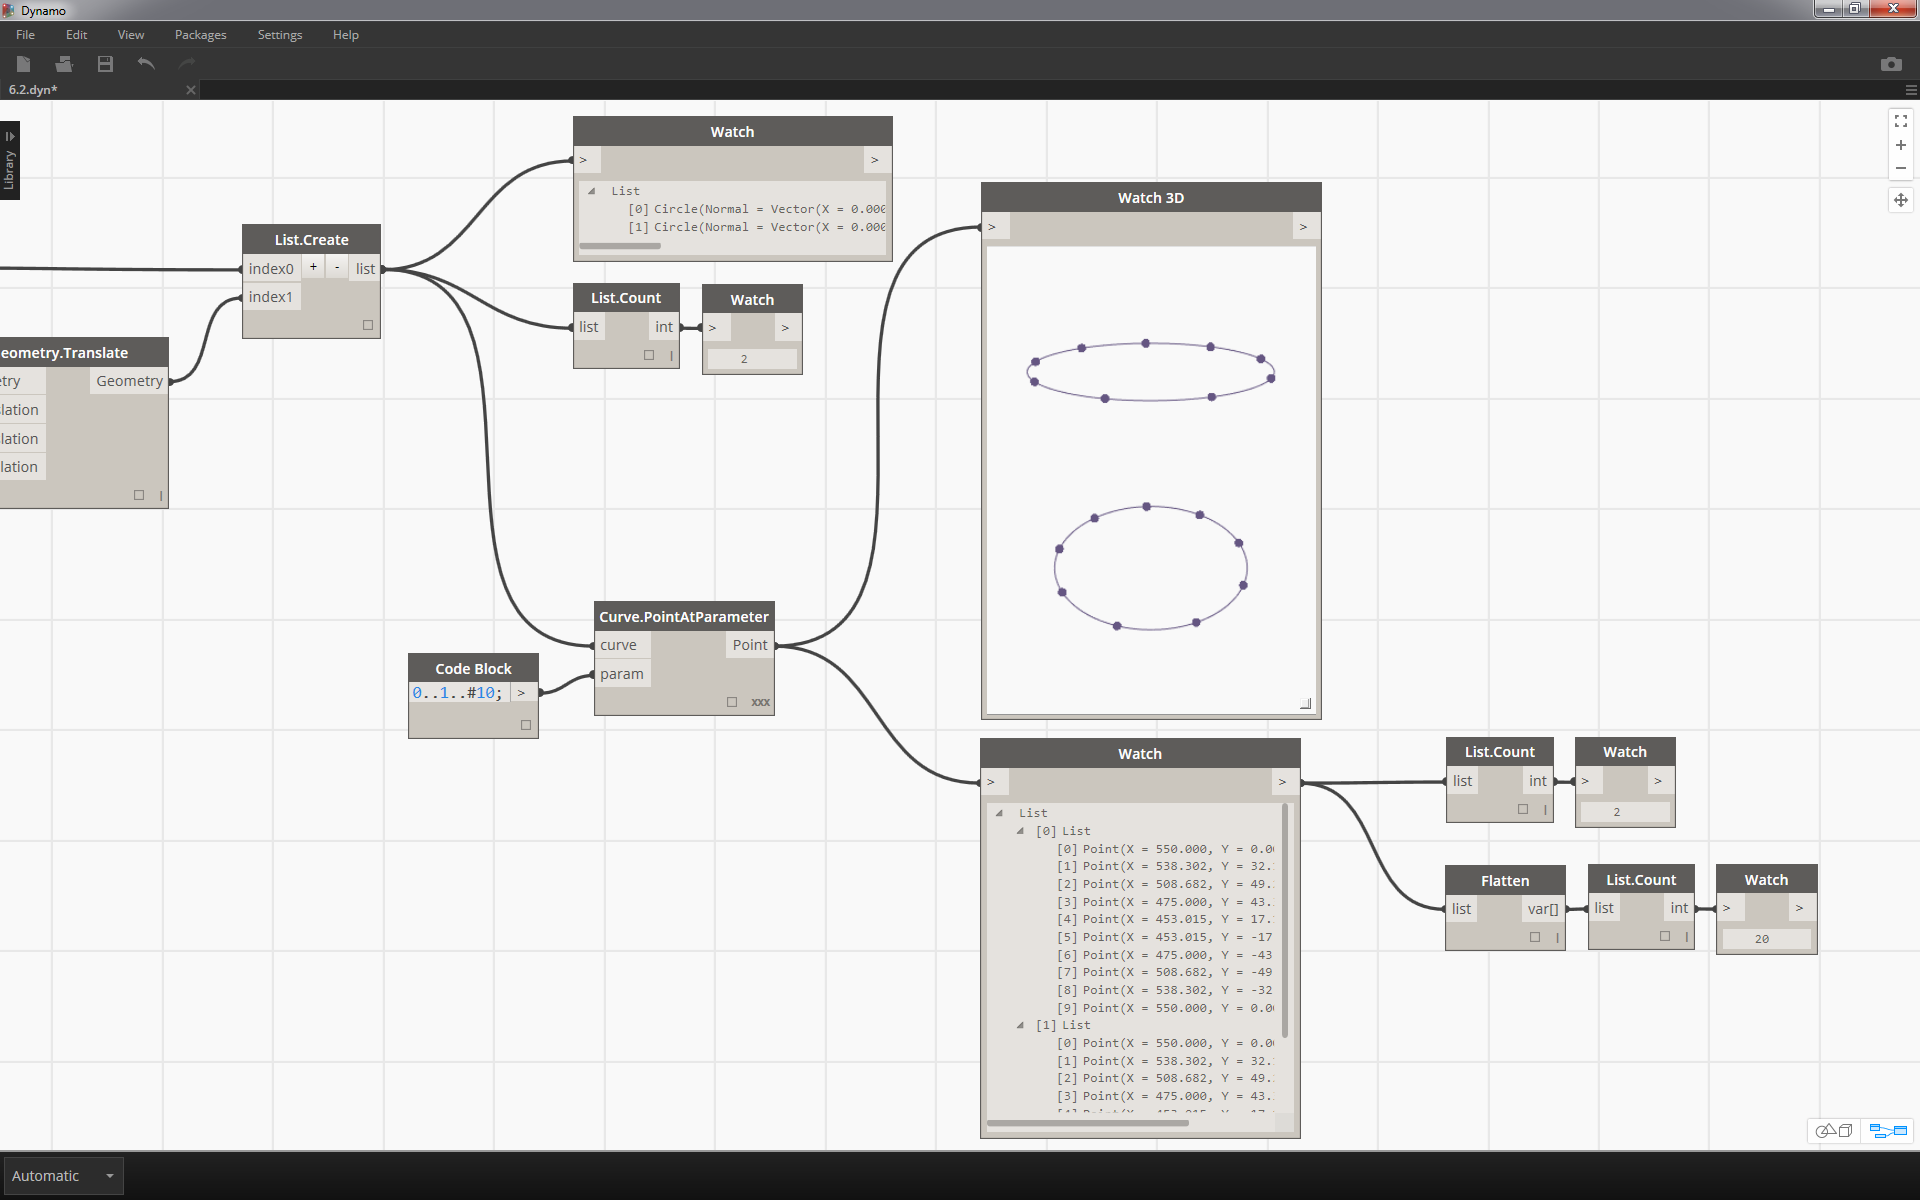 Dynamo
File Edit View Packages Settings Help
6.2.dyn*
Library
Watch
> >
List
[0] Circle(Normal = Vector(X = 0.000
[1] Circle(Normal = Vector(X = 0.000
List.Create
index0 + - list
index1
List.Count
list int
Watch
> >
2
eometry.Translate
etry Geometry
lation
lation
lation
Watch 3D
> >
Curve.PointAtParameter
curve Point
param
xxx
Code Block
0..1..#10; >
Watch
> >
List
[0] List
[0] Point(X = 550.000, Y = 0.00
[1] Point(X = 538.302, Y = 32.
[2] Point(X = 508.682, Y = 49.
[3] Point(X = 475.000, Y = 43.
[4] Point(X = 453.015, Y = 17.
[5] Point(X = 453.015, Y = -17
[6] Point(X = 475.000, Y = -43
[7] Point(X = 508.682, Y = -49
[8] Point(X = 538.302, Y = -32
[9] Point(X = 550.000, Y = 0.00
[1] List
[0] Point(X = 550.000, Y = 0.00
[1] Point(X = 538.302, Y = 32.
[2] Point(X = 508.682, Y = 49.
[3] Point(X = 475.000, Y = 43.
List.Count
list int
Watch
> >
2
Flatten
list var[]
List.Count
list int
Watch
> >
20
Automatic